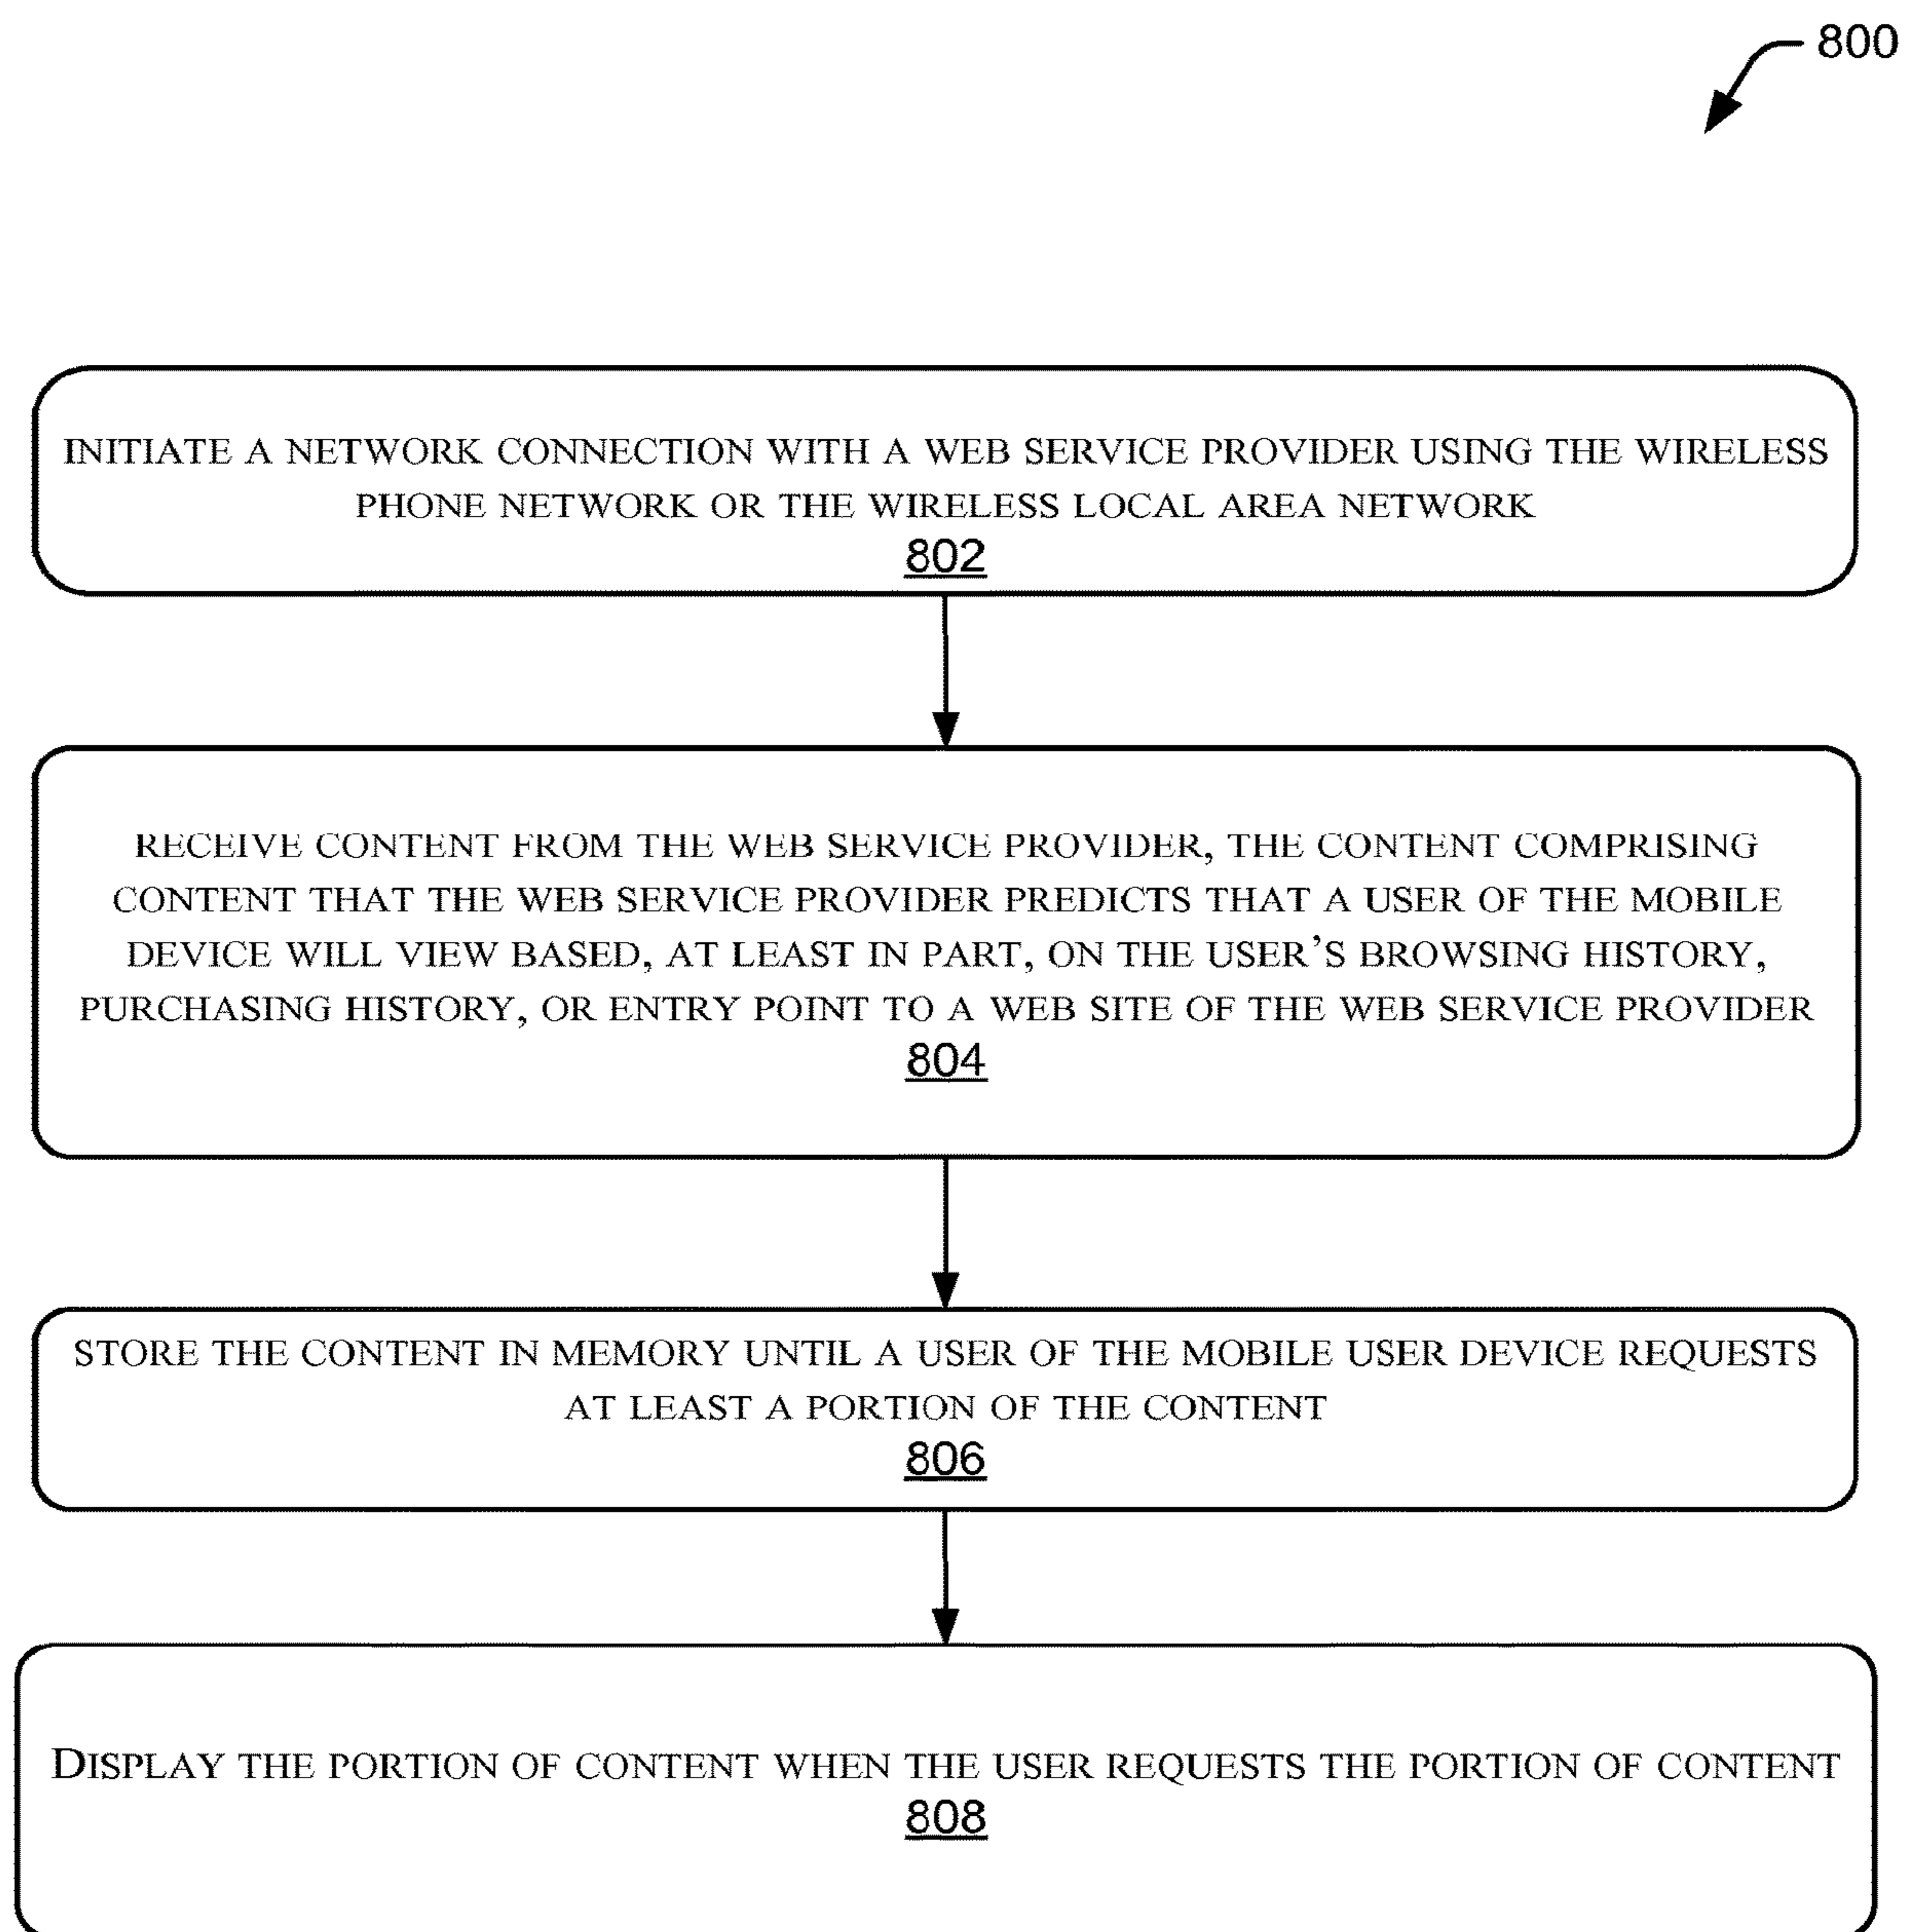 800
INITIATE A NETWORK CONNECTION WITH A WEB SERVICE PROVIDER USING THE WIRELESS
PHONE NETWORK OR THE WIRELESS LOCAL AREA NETWORK
802
RECEIVE CONTENT FROM THE WEB SERVICE PROVIDER, THE CONTENT COMPRISING
CONTENT THAT THE WEB SERVICE PROVIDER PREDICTS THAT A USER OF THE MOBILE
DEVICE WILL VIEW BASED, AT LEAST IN PART, ON THE USER’S BROWSING HISTORY,
PURCHASING HISTORY, OR ENTRY POINT TO A WEB SITE OF THE WEB SERVICE PROVIDER
804
STORE THE CONTENT IN MEMORY UNTIL A USER OF THE MOBILE USER DEVICE REQUESTS
AT LEAST A PORTION OF THE CONTENT
806
DISPLAY THE PORTION OF CONTENT WHEN THE USER REQUESTS THE PORTION OF CONTENT
808